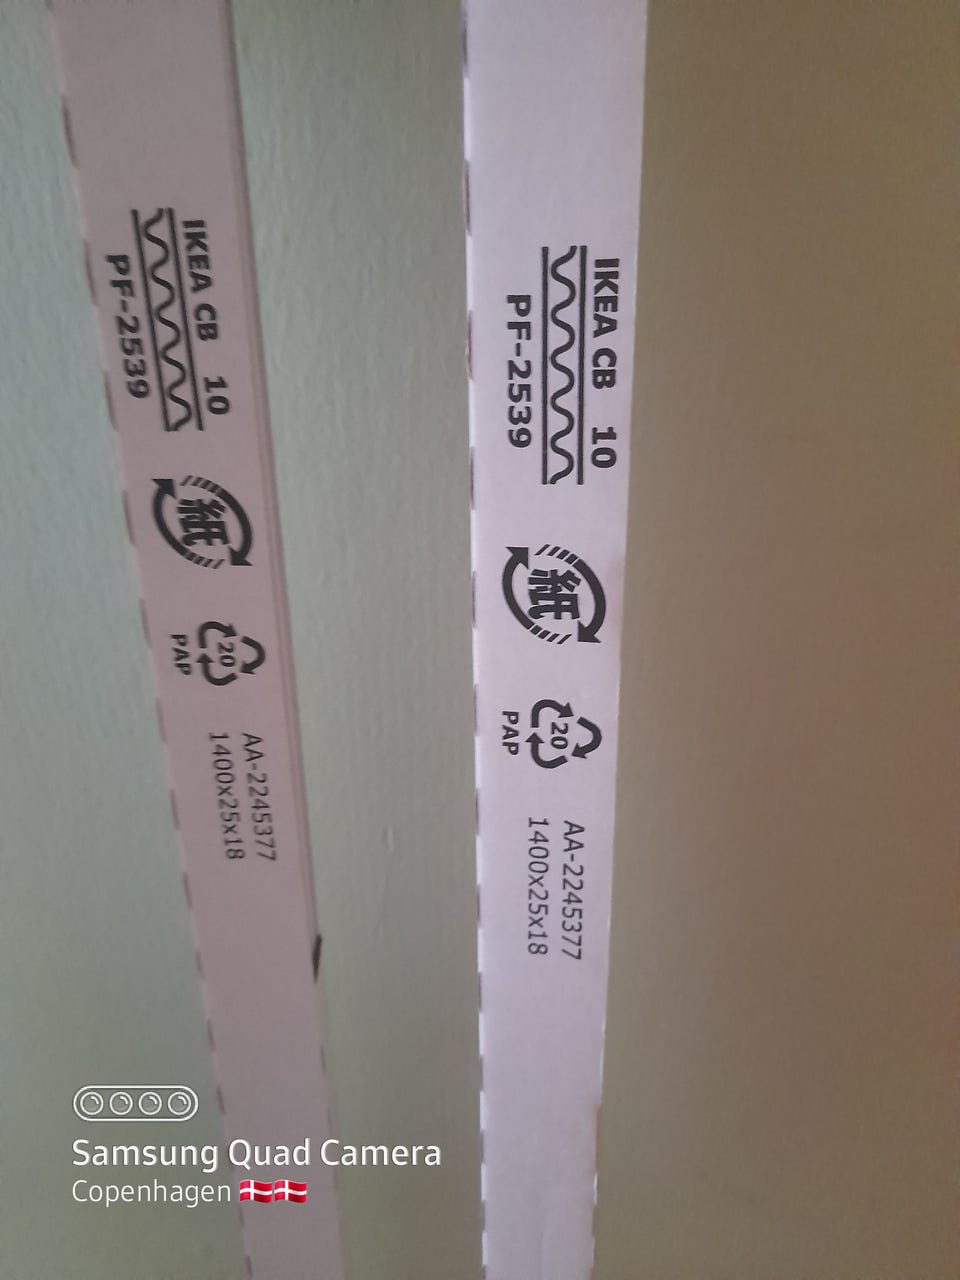 IKEA CB 10
PF-2539
紙
20
PAP
AA-2245377
1400x25x18
IKEA CB 10
PF-2539
紙
20
PAP
AA-2245377
1400x25x18
Samsung Quad Camera
Copenhagen 🇩🇰🇩🇰